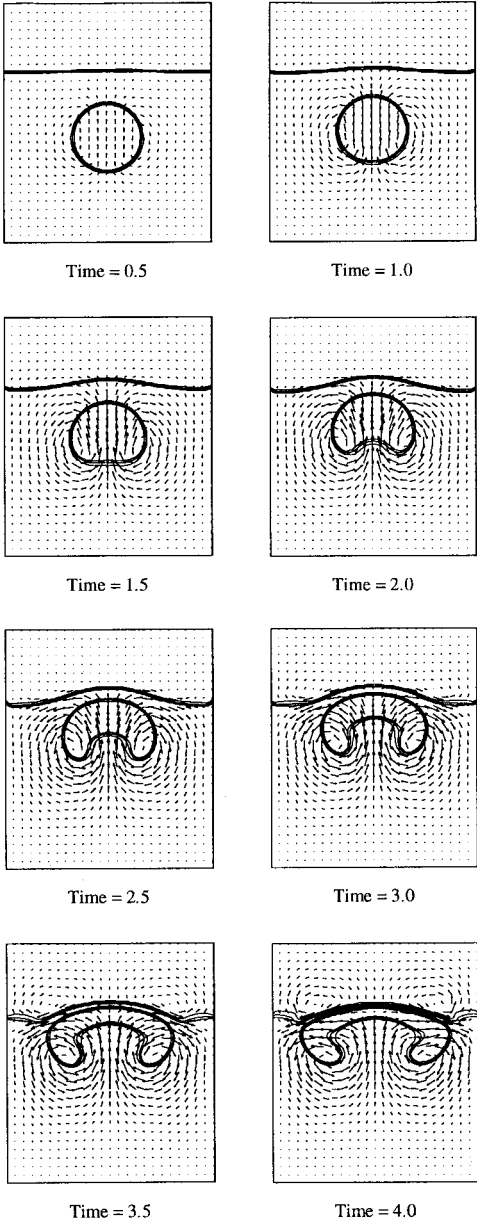 Time = 0.5
Time = 1.0
Time = 1.5
Time = 2.0
Time = 2.5
Time = 3.0
Time = 3.5
Time = 4.0